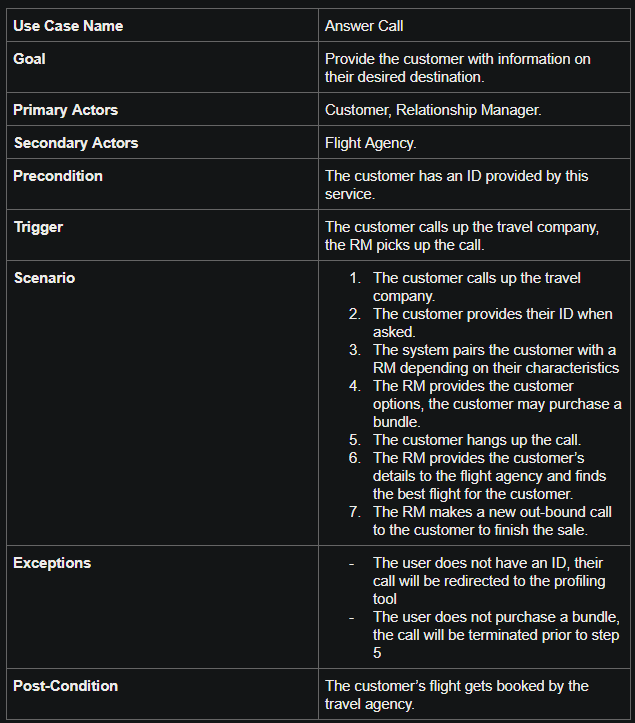 Use Case Name
Answer Call
Goal
Provide the customer with information on
their desired destination.
Primary Actors
Customer, Relationship Manager.
Secondary Actors
Flight Agency.
Precondition
The customer has an ID provided by this
service.
Trigger
The customer calls up the travel company,
the RM picks up the call.
Scenario
1. The customer calls up the travel
company.
2. The customer provides their ID when
asked.
3. The system pairs the customer with a
RM depending on their characteristics
4. The RM provides the customer
options, the customer may purchase a
bundle.
5. The customer hangs up the call.
6. The RM provides the customer’s
details to the flight agency and finds
the best flight for the customer.
7. The RM makes a new out-bound call
to the customer to finish the sale.
Exceptions
- The user does not have an ID, their
call will be redirected to the profiling
tool
- The user does not purchase a bundle,
the call will be terminated prior to step
5
Post-Condition
The customer’s flight gets booked by the
travel agency.